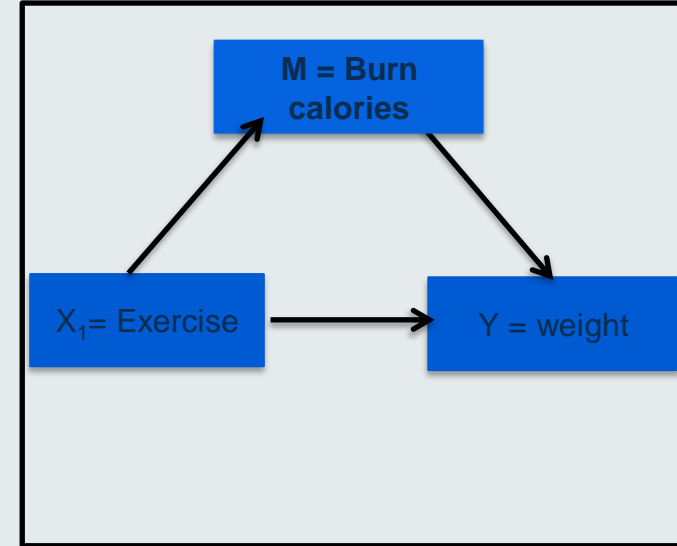 M = Burn
calories
X₁= Exercise
Y = weight